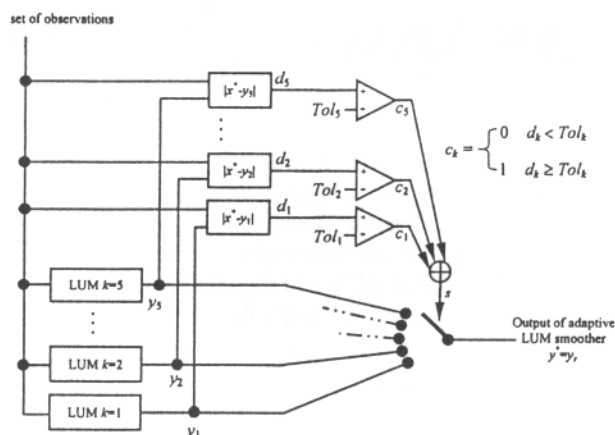 set of observations
|x*-y5|
d5
Tol5
+
-
c5
|x*-y2|
d2
Tol2
+
-
c2
|x*-y1|
d1
Tol1
+
-
c1
ck = { 0 dk < Tolk
1 dk ≥ Tolk
s
LUM k=5
y5
LUM k=2
y2
LUM k=1
y1
Output of adaptive
LUM smoother